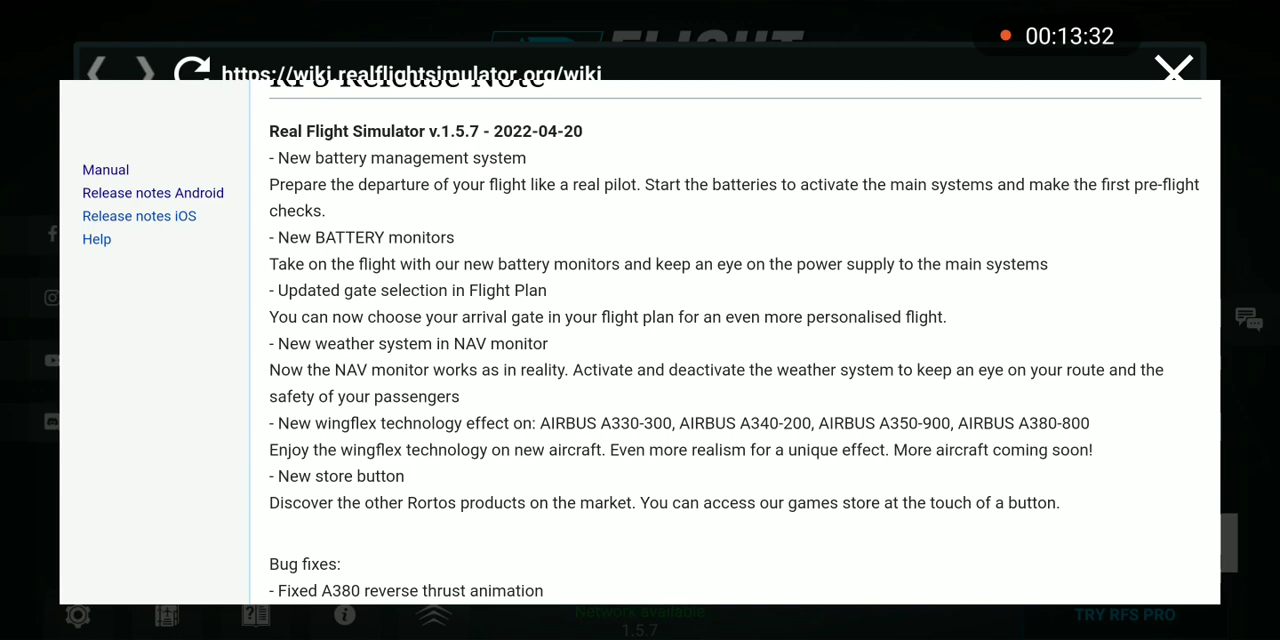 FLIGHT
00:13:32
https://wiki.realflightsimulator.org/wiki
RFS Release Note
Real Flight Simulator v.1.5.7 - 2022-04-20
- New battery management system
Prepare the departure of your flight like a real pilot. Start the batteries to activate the main systems and make the first pre-flight
checks.
- New BATTERY monitors
Take on the flight with our new battery monitors and keep an eye on the power supply to the main systems
- Updated gate selection in Flight Plan
You can now choose your arrival gate in your flight plan for an even more personalised flight.
- New weather system in NAV monitor
Now the NAV monitor works as in reality. Activate and deactivate the weather system to keep an eye on your route and the
safety of your passengers
- New wingflex technology effect on: AIRBUS A330-300, AIRBUS A340-200, AIRBUS A350-900, AIRBUS A380-800
Enjoy the wingflex technology on new aircraft. Even more realism for a unique effect. More aircraft coming soon!
- New store button
Discover the other Rortos products on the market. You can access our games store at the touch of a button.
Bug fixes:
- Fixed A380 reverse thrust animation
Manual
Release notes Android
Release notes iOS
Help
Network available
1.5.7
TRY RFS PRO